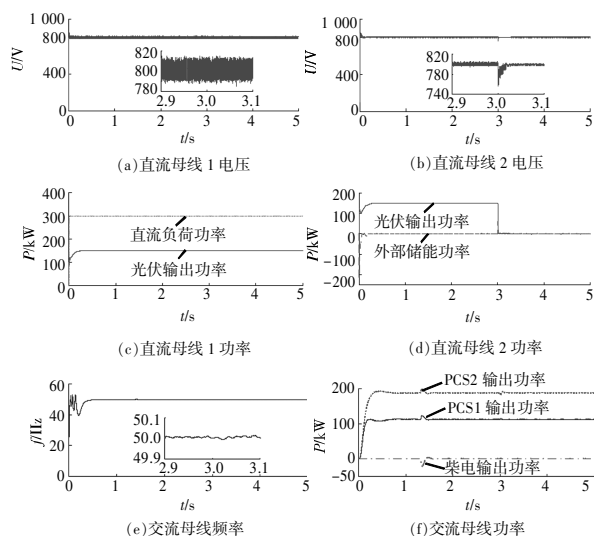 1 000
800
400
0
U/V
820
800
780
2.9 3.0 3.1
0 1 2 3 4 5
t/s
(a)直流母线 1 电压
1 000
800
400
0
U/V
820
780
740
2.9 3.0 3.1
0 1 2 3 4 5
t/s
(b)直流母线 2 电压
400
300
200
100
0
P/kW
直流负荷功率
光伏输出功率
0 1 2 3 4 5
t/s
(c)直流母线 1 功率
200
100
0
-100
-200
P/kW
光伏输出功率
外部储能功率
0 1 2 3 4 5
t/s
(d)直流母线 2 功率
60
40
20
0
f/Hz
50.1
50.0
49.9
2.9 3.0 3.1
0 1 2 3 4 5
t/s
(e)交流母线频率
200
100
0
-50
P/kW
PCS2 输出功率
PCS1 输出功率
柴电输出功率
0 1 2 3 4 5
t/s
(f)交流母线功率